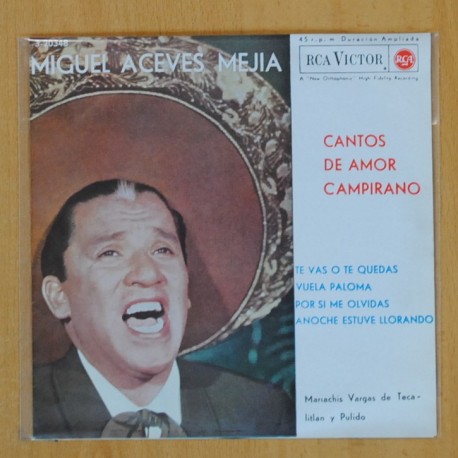 45 r.p.m. Duración Ampliada
MIGUEL ACEVES MEJIA
RCA VICTOR
RCA
A "New Orthophonic" High Fidelity Recording
CANTOS
DE AMOR
CAMPIRANO
TE VAS O TE QUEDAS
VUELA PALOMA
POR SI ME OLVIDAS
ANOCHE ESTUVE LLORANDO
Mariachis Vargas de Teca-
litlan y Pulido